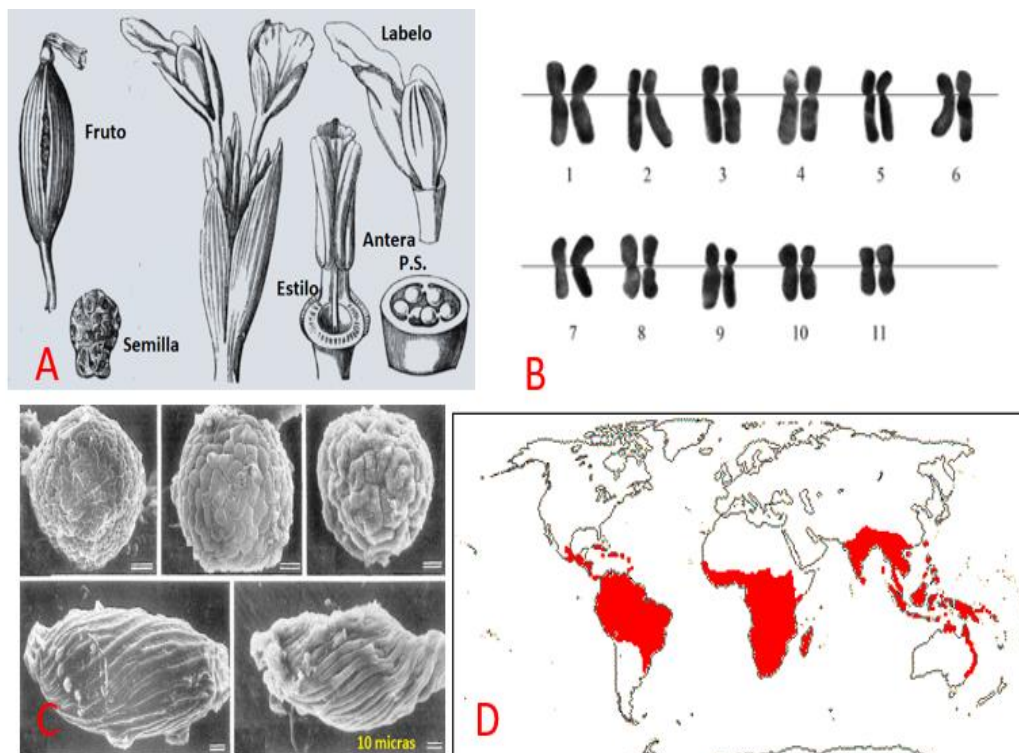 Fruto
Semilla
Estilo
Antera
P.S.
Labelo
A
1 2 3 4 5 6
7 8 9 10 11
B
C
10 micras
D